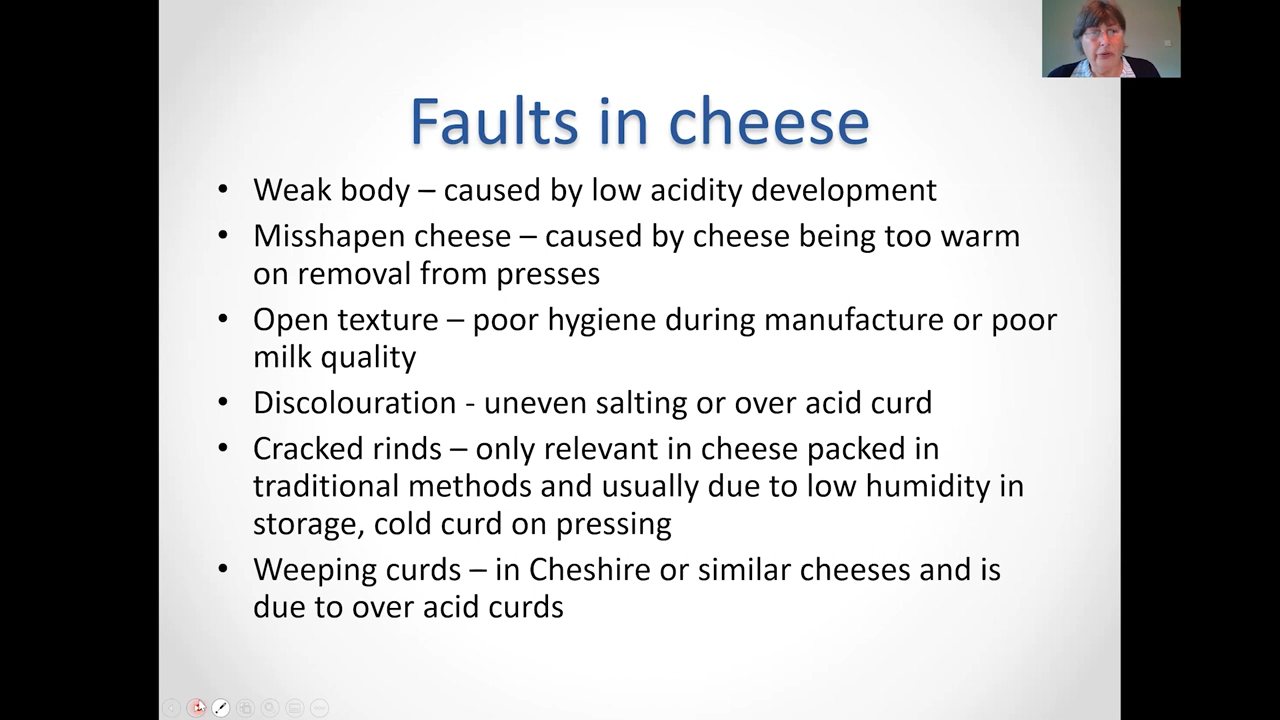 Faults in cheese
• Weak body – caused by low acidity development
• Misshapen cheese – caused by cheese being too warm
on removal from presses
• Open texture – poor hygiene during manufacture or poor
milk quality
• Discolouration - uneven salting or over acid curd
• Cracked rinds – only relevant in cheese packed in
traditional methods and usually due to low humidity in
storage, cold curd on pressing
• Weeping curds – in Cheshire or similar cheeses and is
due to over acid curds